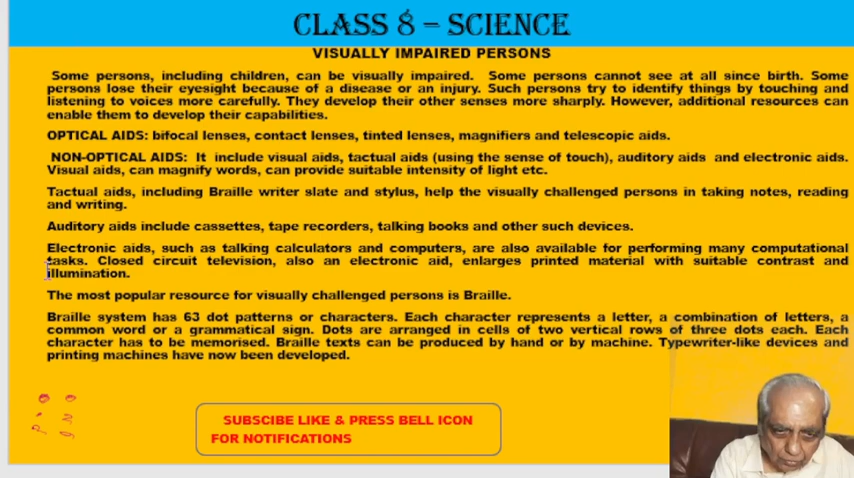 CLASS 8 – SCIENCE
VISUALLY IMPAIRED PERSONS
Some persons, including children, can be visually impaired. Some persons cannot see at all since birth. Some
persons lose their eyesight because of a disease or an injury. Such persons try to identify things by touching and
listening to voices more carefully. They develop their other senses more sharply. However, additional resources can
enable them to develop their capabilities.
OPTICAL AIDS: bifocal lenses, contact lenses, tinted lenses, magnifiers and telescopic aids.
NON-OPTICAL AIDS: It include visual aids, tactual aids (using the sense of touch), auditory aids and electronic aids.
Visual aids, can magnify words, can provide suitable intensity of light etc.
Tactual aids, including Braille writer slate and stylus, help the visually challenged persons in taking notes, reading
and writing.
Auditory aids include cassettes, tape recorders, talking books and other such devices.
Electronic aids, such as talking calculators and computers, are also available for performing many computational
tasks. Closed circuit television, also an electronic aid, enlarges printed material with suitable contrast and
illumination.
The most popular resource for visually challenged persons is Braille.
Braille system has 63 dot patterns or characters. Each character represents a letter, a combination of letters, a
common word or a grammatical sign. Dots are arranged in cells of two vertical rows of three dots each. Each
character has to be memorised. Braille texts can be produced by hand or by machine. Typewriter-like devices and
printing machines have now been developed.
SUBSCIBE LIKE & PRESS BELL ICON
FOR NOTIFICATIONS